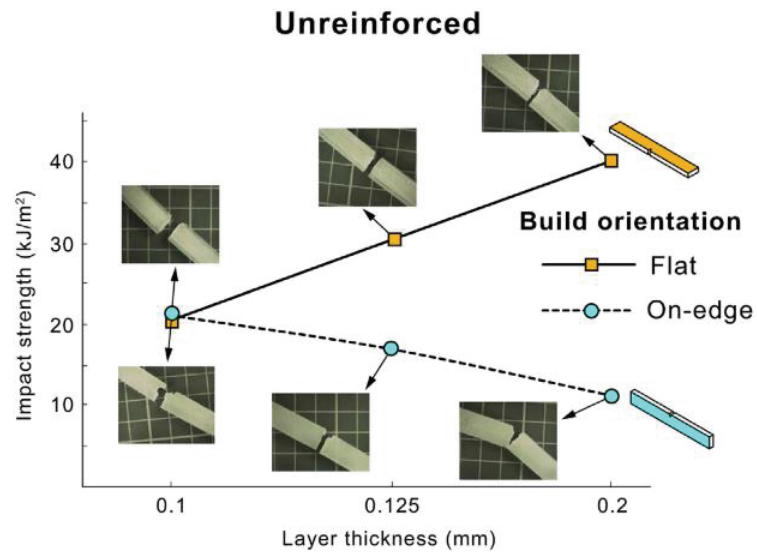 Unreinforced
Impact strength (kJ/m²)
40
30
20
10
Build orientation
Flat
On-edge
0.1
0.125
0.2
Layer thickness (mm)